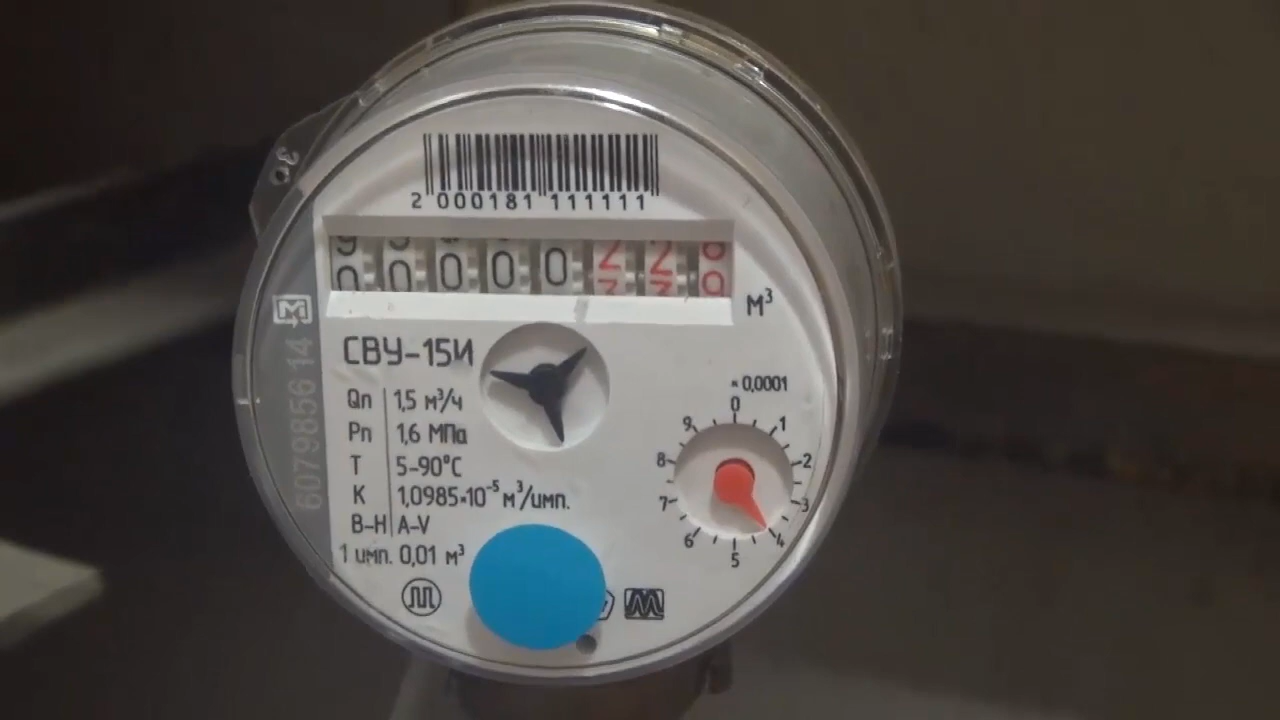 2 000181 111111
00000 22
м³
СВУ-15И
Qn 1,5 м³/ч
Pn 1,6 МПа
T 5-90°C
K 1,0985×10⁻⁵ м³/имп.
B-H A-V
1 имп. 0,01 м³
×0,0001
0
1
2
3
4
5
6
7
8
9
6079856 14